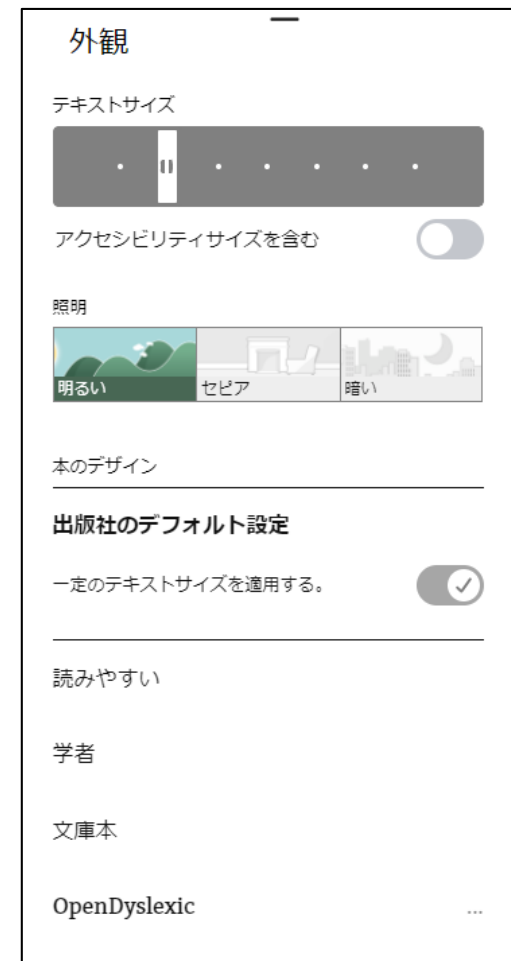 外観
テキストサイズ
アクセシビリティサイズを含む
照明
明るい
セピア
暗い
本のデザイン
出版社のデフォルト設定
一定のテキストサイズを適用する。
読みやすい
学者
文庫本
OpenDyslexic ...